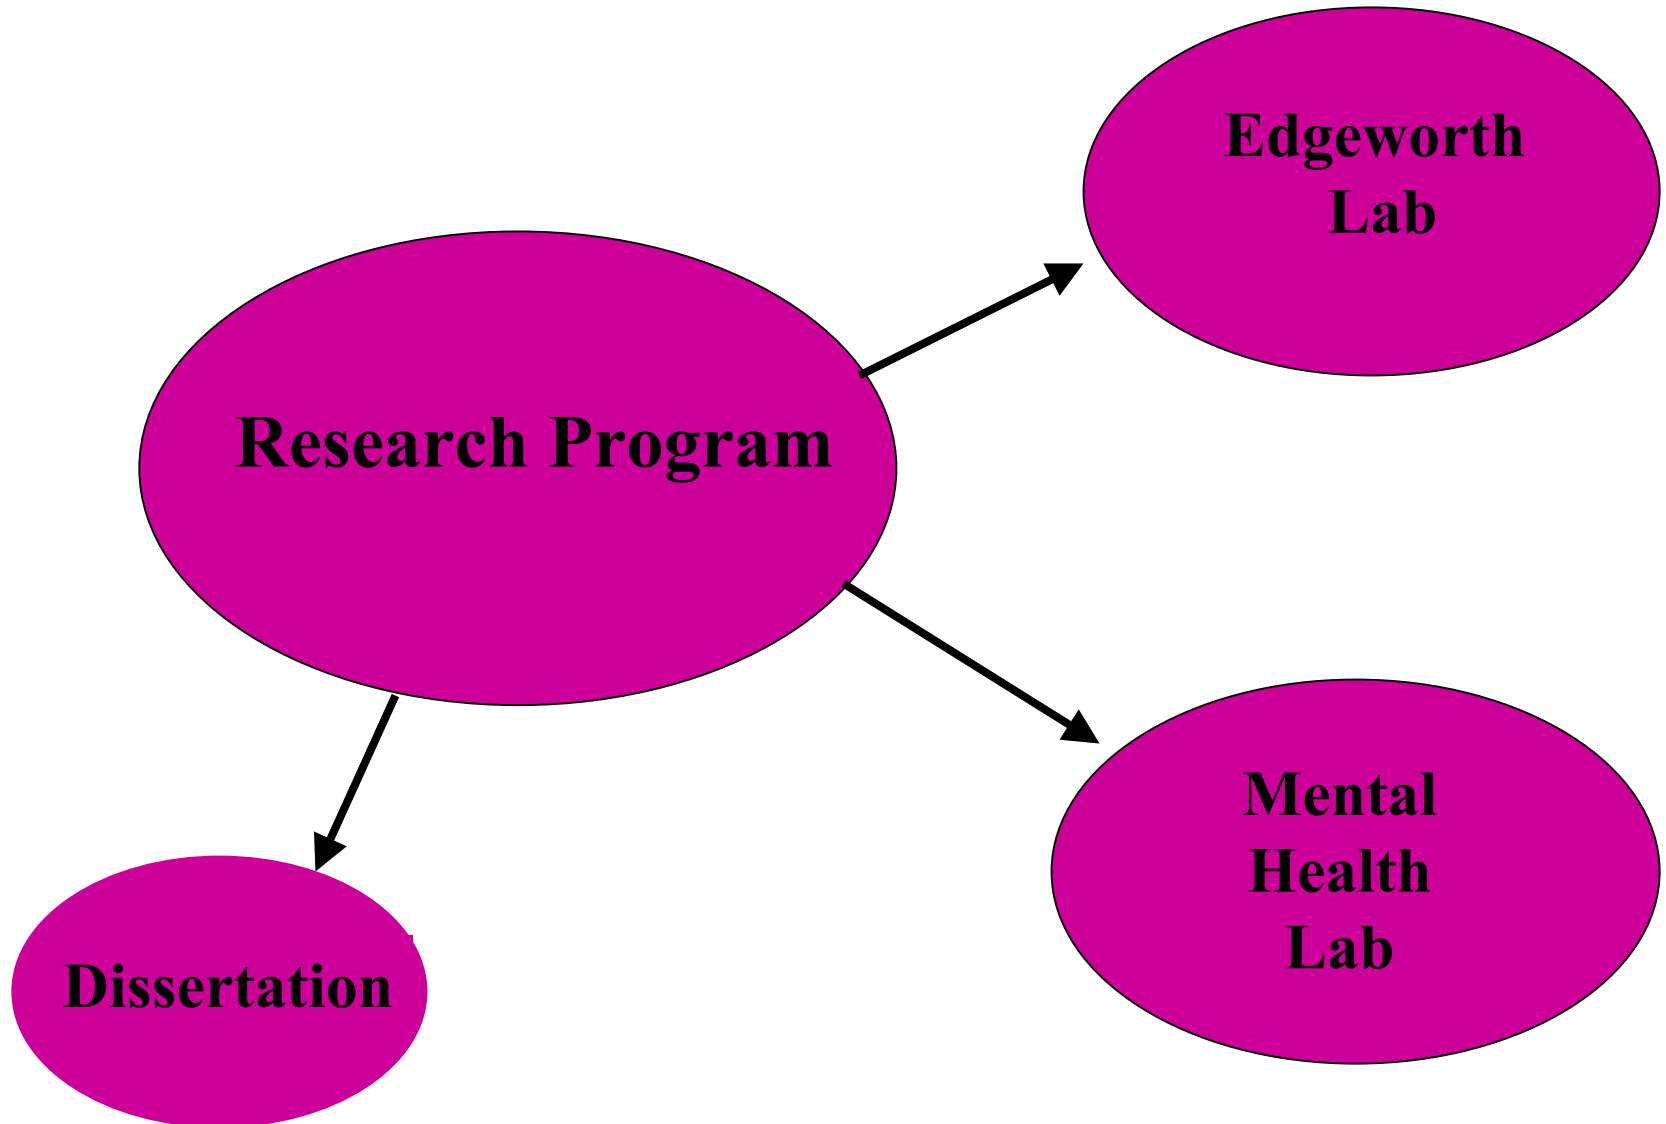 Edgeworth
Lab
Research Program
Mental
Health
Lab
Dissertation